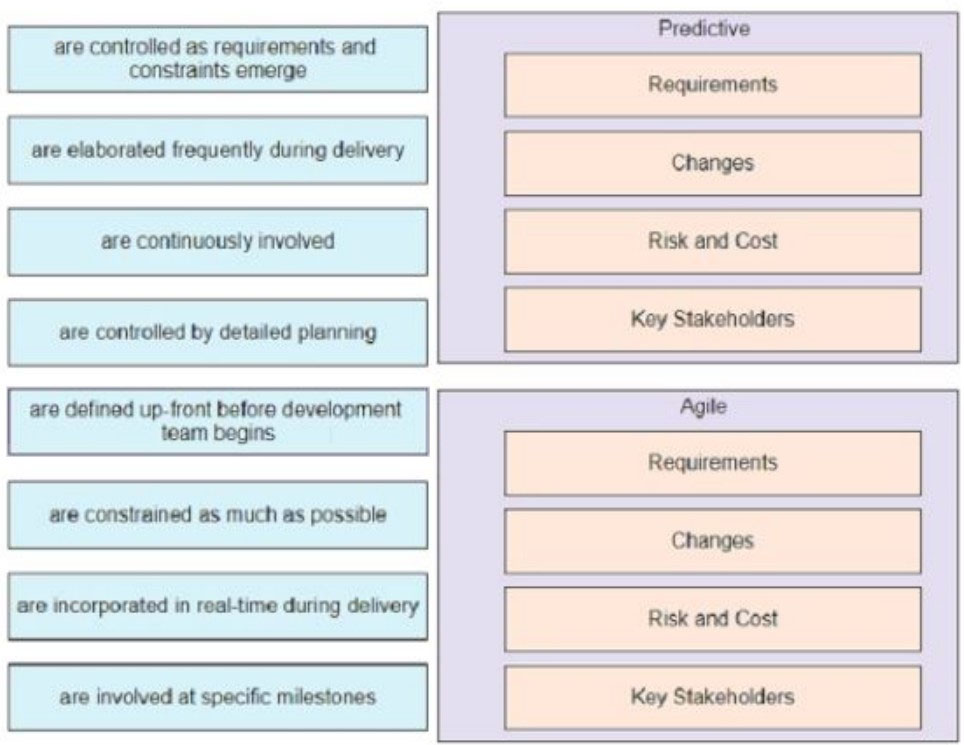 are controlled as requirements and
constraints emerge
are elaborated frequently during delivery
are continuously involved
are controlled by detailed planning
are defined up-front before development
team begins
are constrained as much as possible
are incorporated in real-time during delivery
are involved at specific milestones
Predictive
Requirements
Changes
Risk and Cost
Key Stakeholders
Agile
Requirements
Changes
Risk and Cost
Key Stakeholders